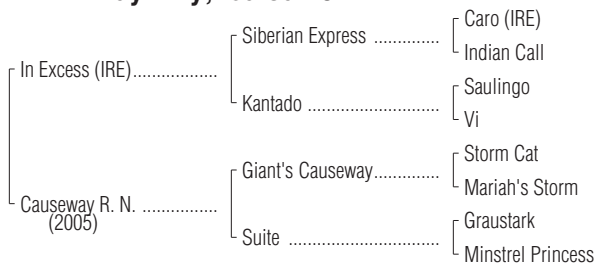 Caro (IRE)
Siberian Express ..............
Indian Call
In Excess (IRE)..................
Saulingo
Kantado ............................
Vi
Storm Cat
Giant's Causeway..............
Mariah's Storm
Causeway R. N. ................
(2005)
Graustark
Suite ................................
Minstrel Princess